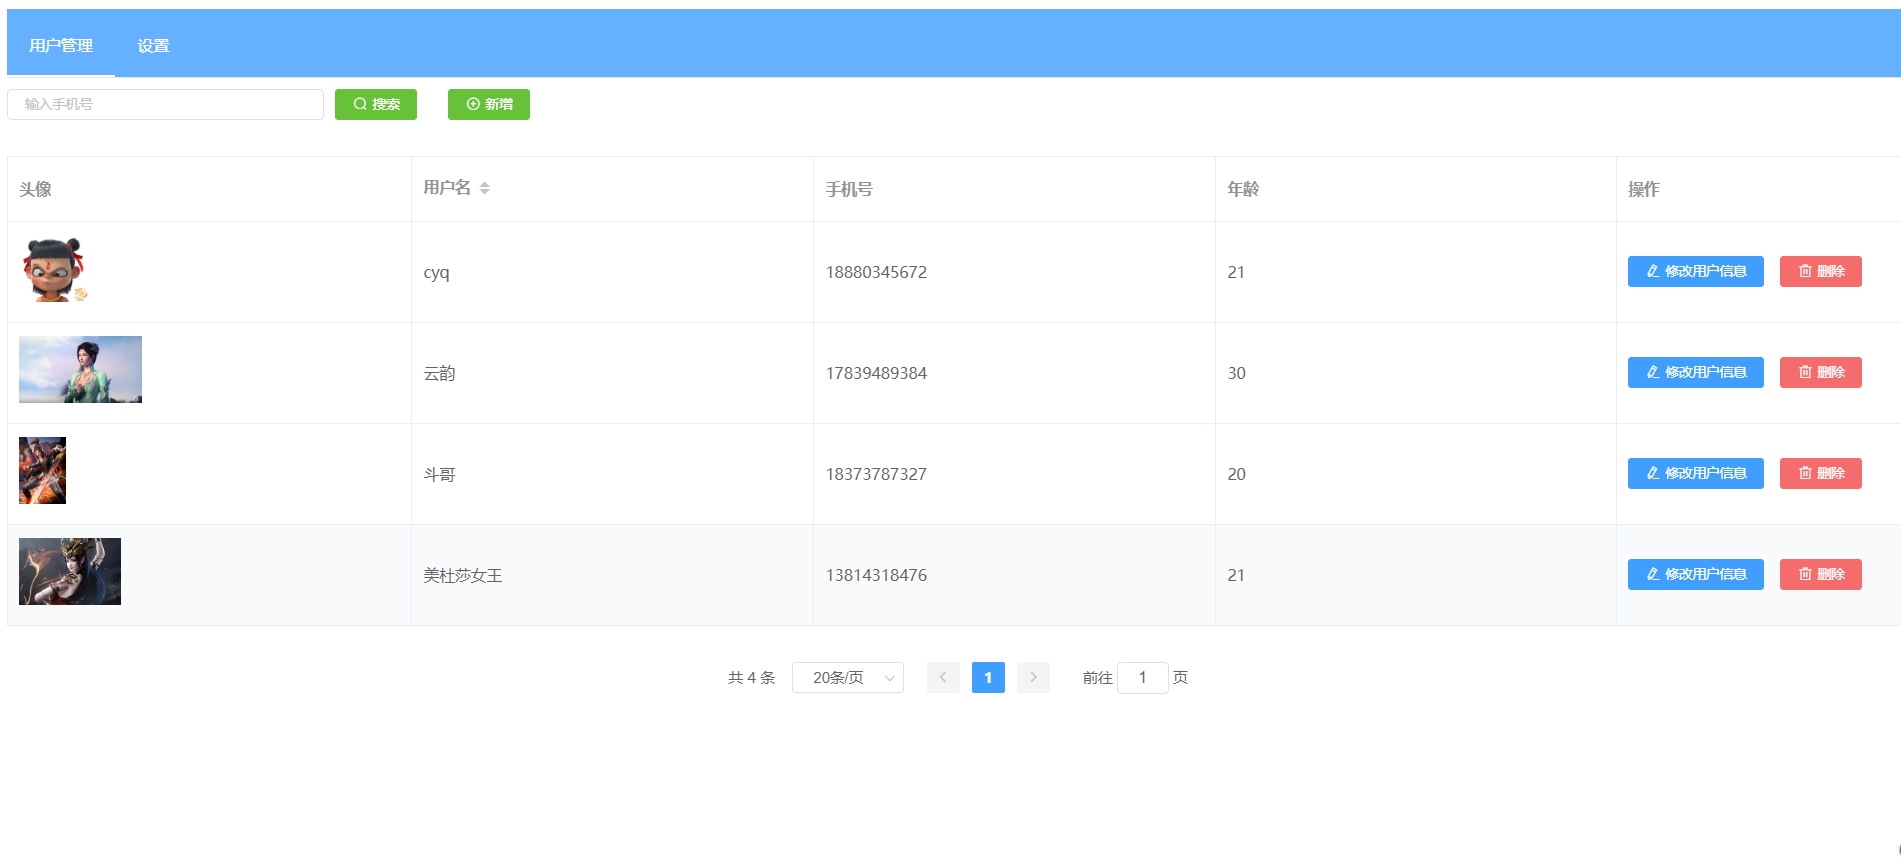 用户管理 设置
输入手机号 搜索 新增
头像 用户名 手机号 年龄 操作
cyq 18880345672 21 修改用户信息 删除
云韵 17839489384 30 修改用户信息 删除
斗哥 18373787327 20 修改用户信息 删除
美杜莎女王 13814318476 21 修改用户信息 删除
共 4 条 20条/页 1 前往 1 页